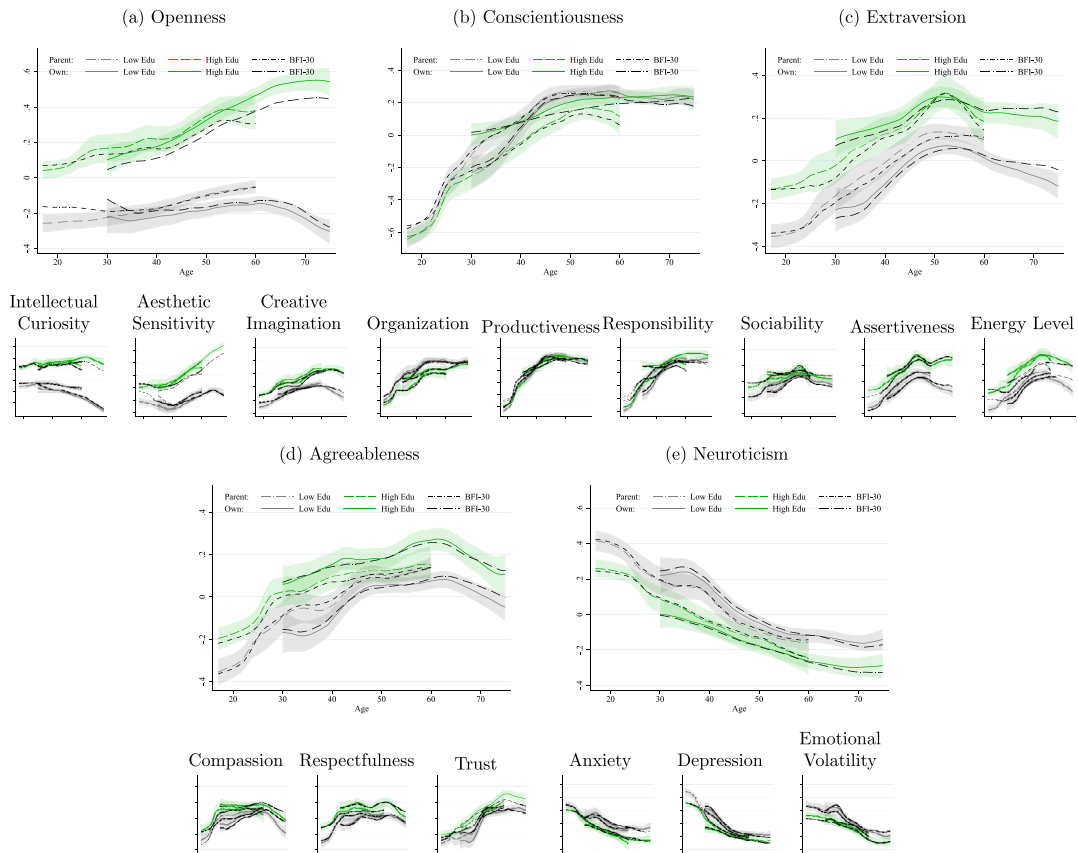 (a) Openness
(b) Conscientiousness
(c) Extraversion
Parent: Low Edu High Edu BFI-30
Own: Low Edu High Edu BFI-30
.6
.4
.2
0
-.2
-.4
20 30 40 50 60 70
Age
Parent: Low Edu High Edu BFI-30
Own: Low Edu High Edu BFI-30
.4
.2
0
-.2
-.4
-.6
20 30 40 50 60 70
Age
Parent: Low Edu High Edu BFI-30
Own: Low Edu High Edu BFI-30
.4
.2
0
-.2
-.4
20 30 40 50 60 70
Age
Intellectual
Curiosity
Aesthetic
Sensitivity
Creative
Imagination
Organization
Productiveness
Responsibility
Sociability
Assertiveness
Energy Level
(d) Agreeableness
(e) Neuroticism
Parent: Low Edu High Edu BFI-30
Own: Low Edu High Edu BFI-30
.4
.2
0
-.2
-.4
20 30 40 50 60 70
Age
Parent: Low Edu High Edu BFI-30
Own: Low Edu High Edu BFI-30
.6
.4
.2
0
-.2
-.4
20 30 40 50 60 70
Age
Compassion
Respectfulness
Trust
Anxiety
Depression
Emotional
Volatility